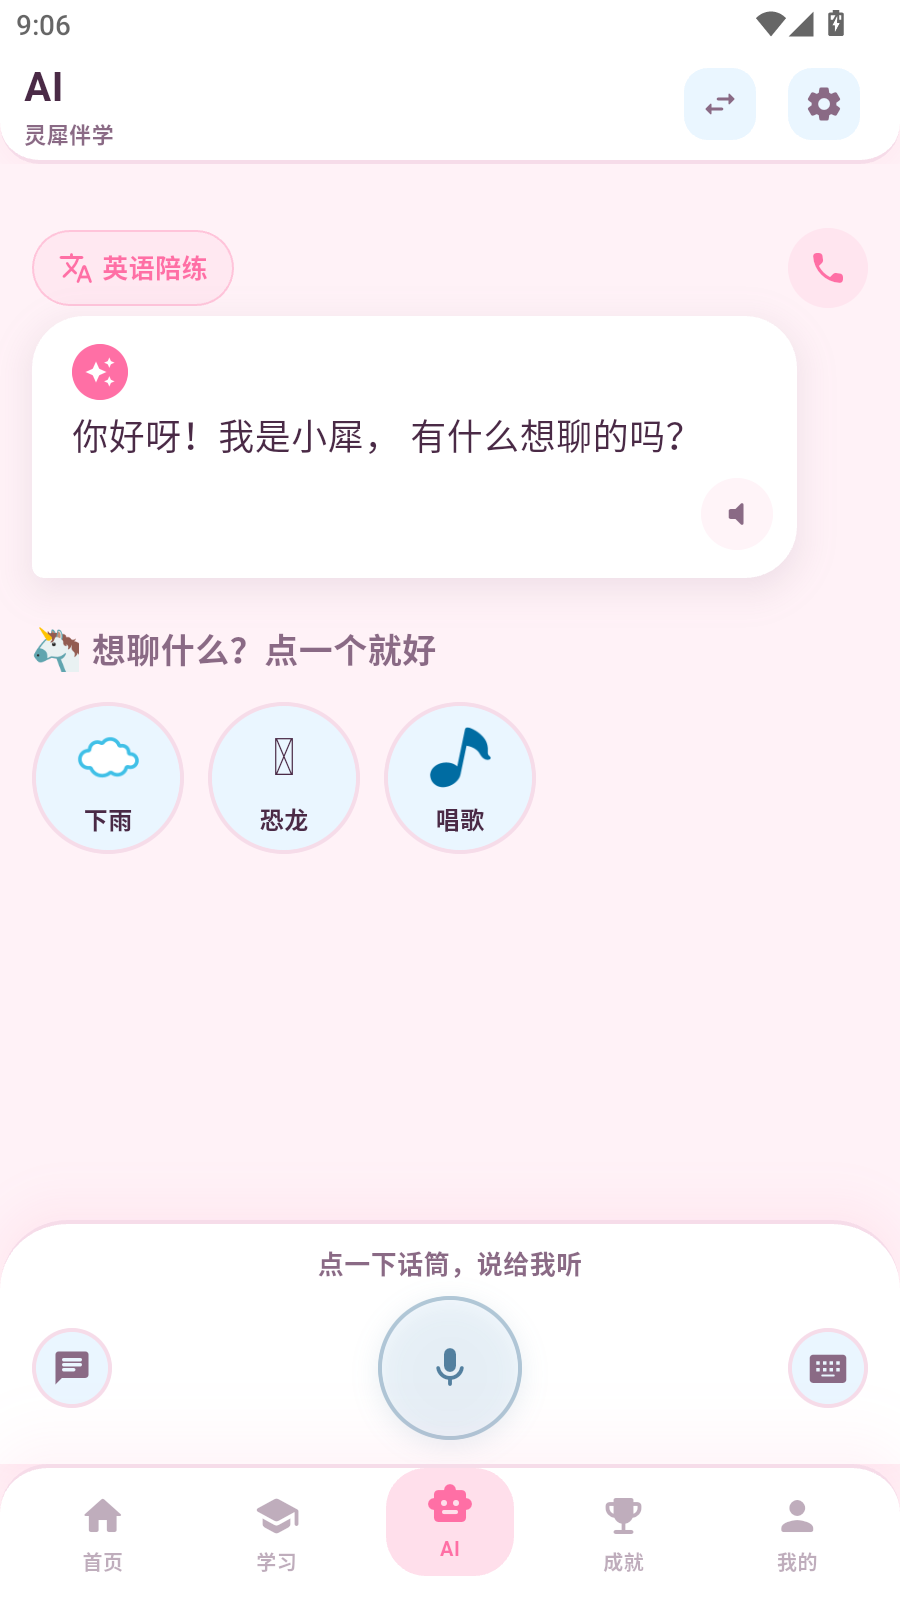 9:06
AI
灵犀伴学
英语陪练
你好呀！我是小犀， 有什么想聊的吗？
想聊什么？点一个就好
下雨
恐龙
唱歌
点一下话筒，说给我听
首页
学习
AI
成就
我的